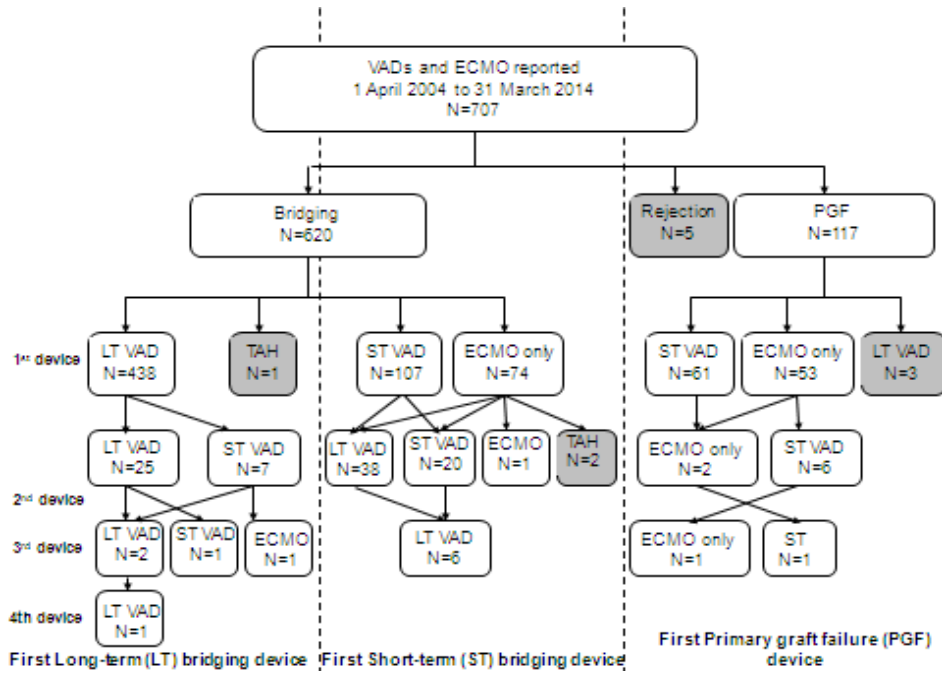 VADs and ECMO reported
1 April 2004 to 31 March 2014
N=707
Bridging
N=620
Rejection
N=5
PGF
N=117
1st device
LT VAD
N=438
TAH
N=1
ST VAD
N=107
ECMO only
N=74
ST VAD
N=61
ECMO only
N=53
LT VAD
N=3
LT VAD
N=25
ST VAD
N=7
LT VAD
N=38
ST VAD
N=20
ECMO
N=1
TAH
N=2
ECMO only
N=2
ST VAD
N=6
2nd device
3rd device
LT VAD
N=2
ST VAD
N=1
ECMO
N=1
LT VAD
N=6
ECMO only
N=1
ST
N=1
4th device
LT VAD
N=1
First Long-term (LT) bridging device
First Short-term (ST) bridging device
First Primary graft failure (PGF)
device